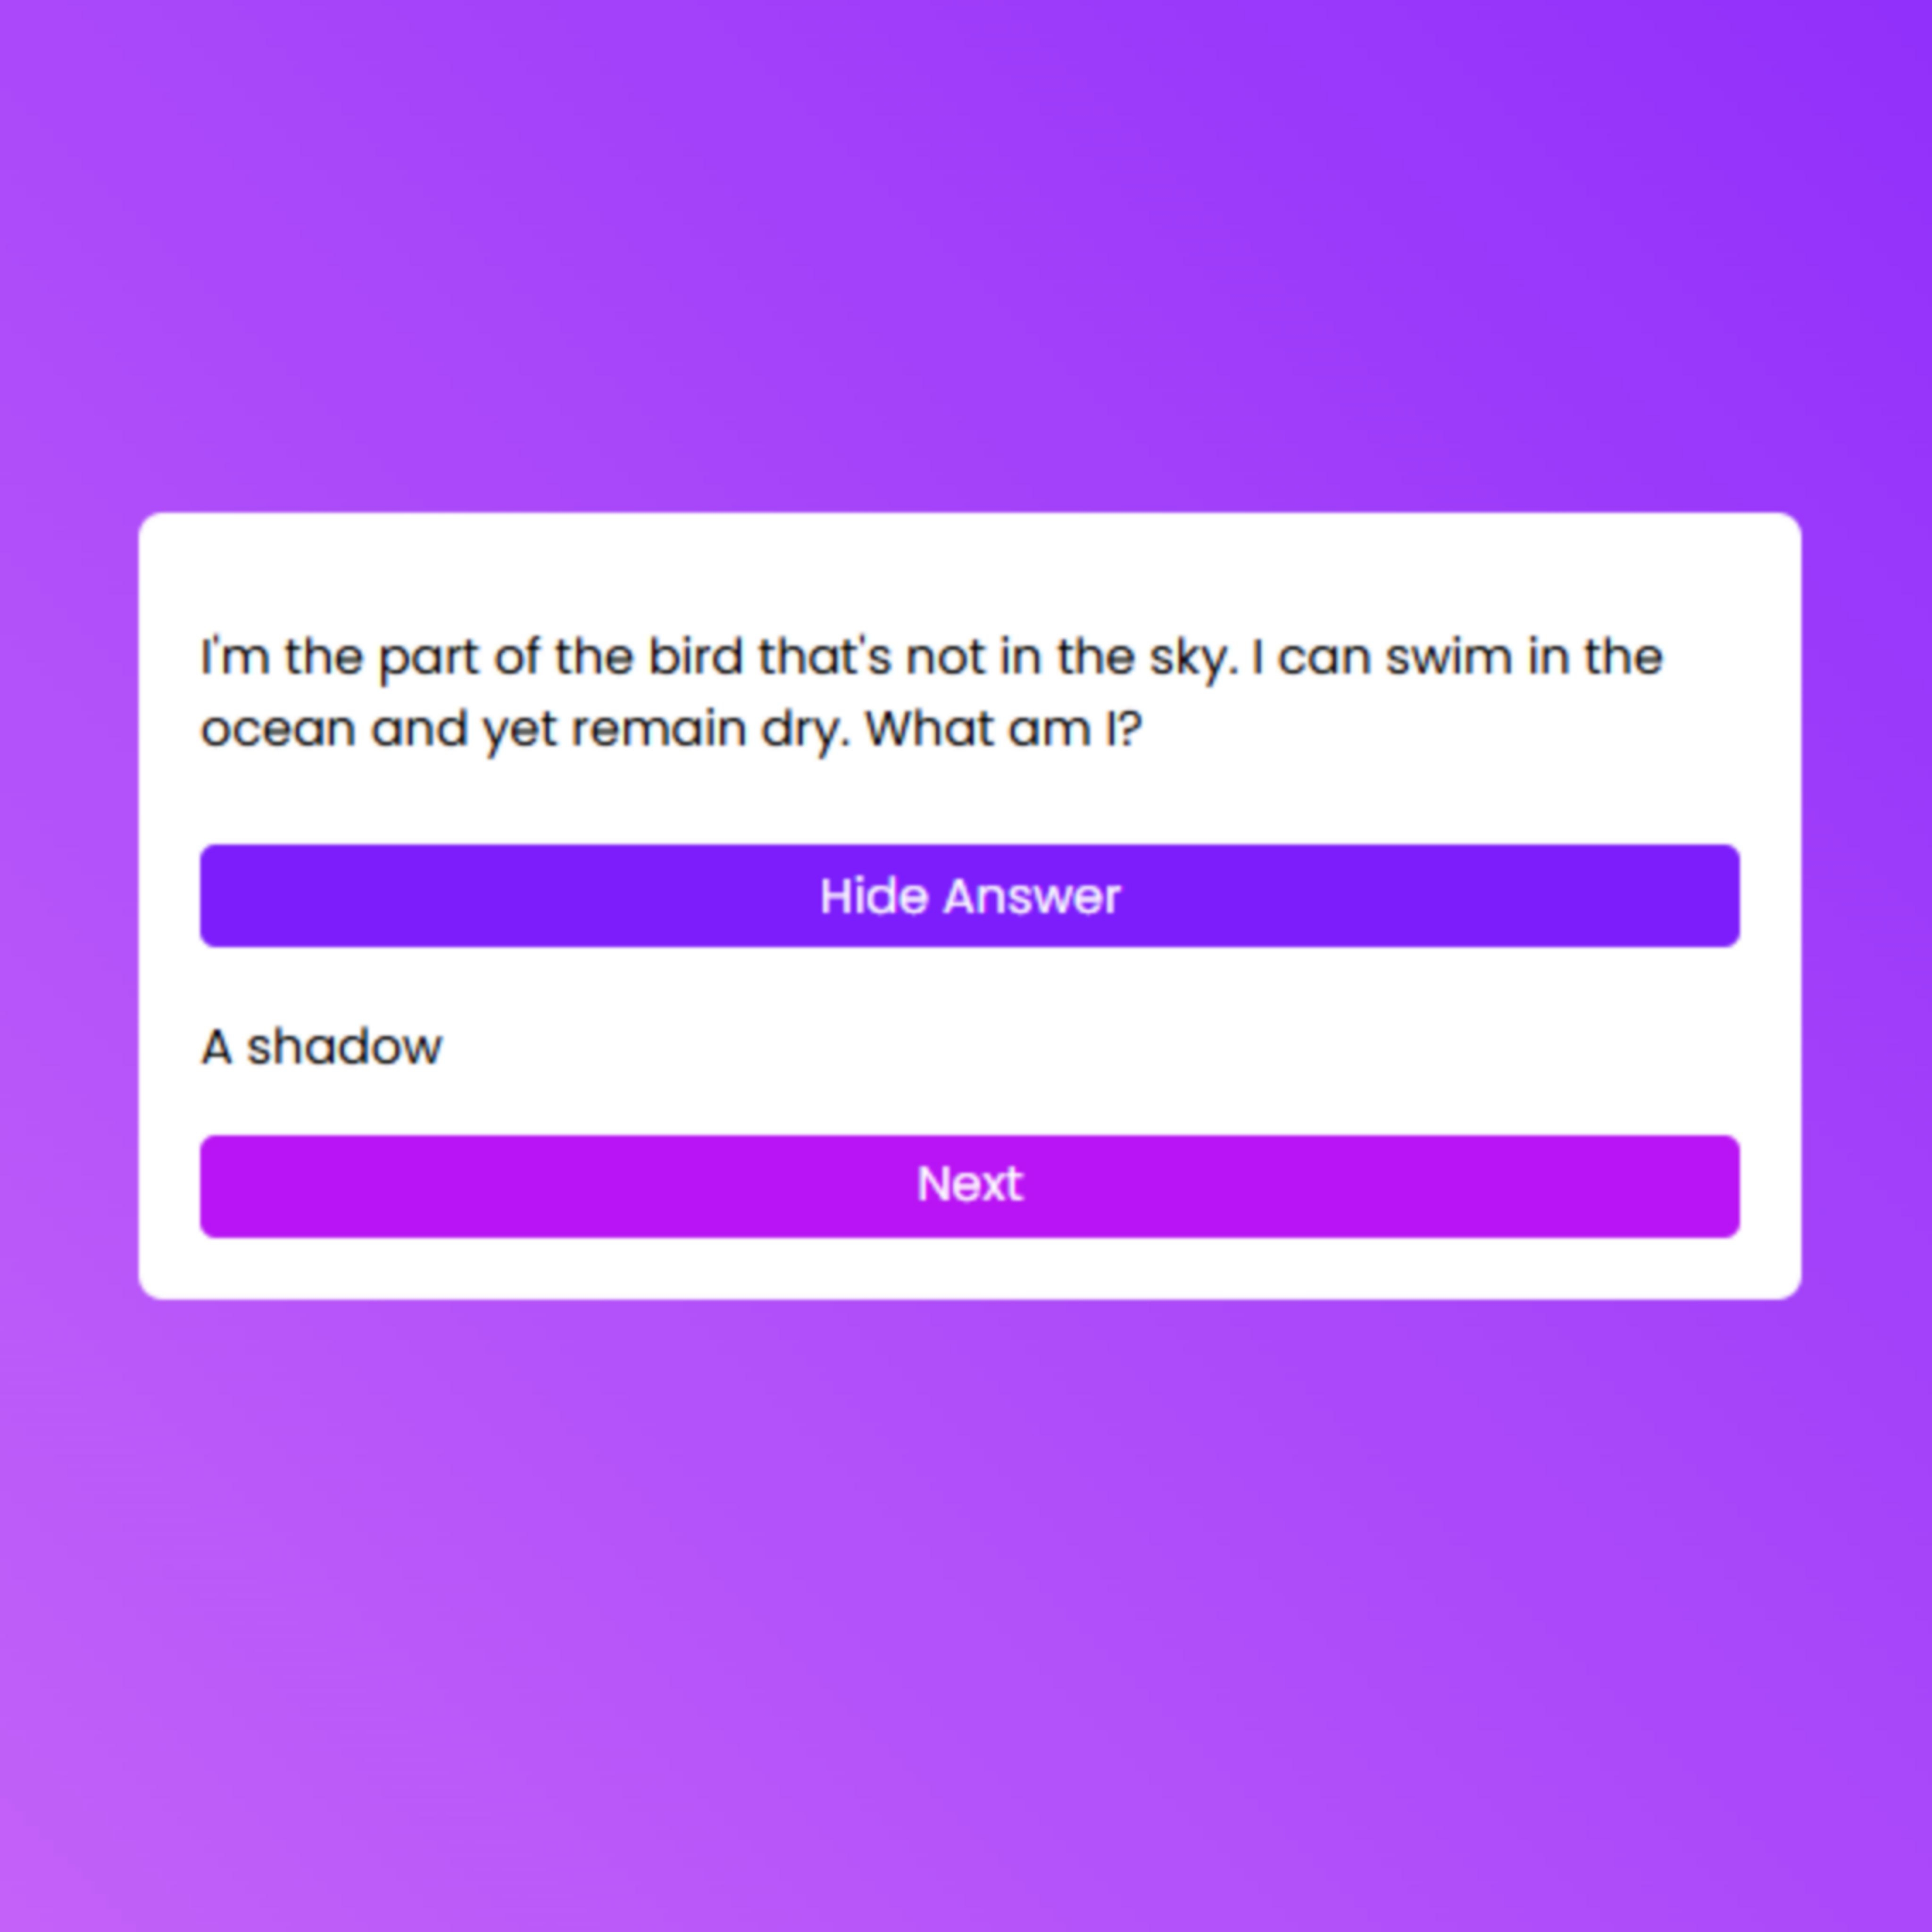 I'm the part of the bird that's not in the sky. I can swim in the
ocean and yet remain dry. What am I?
Hide Answer
A shadow
Next